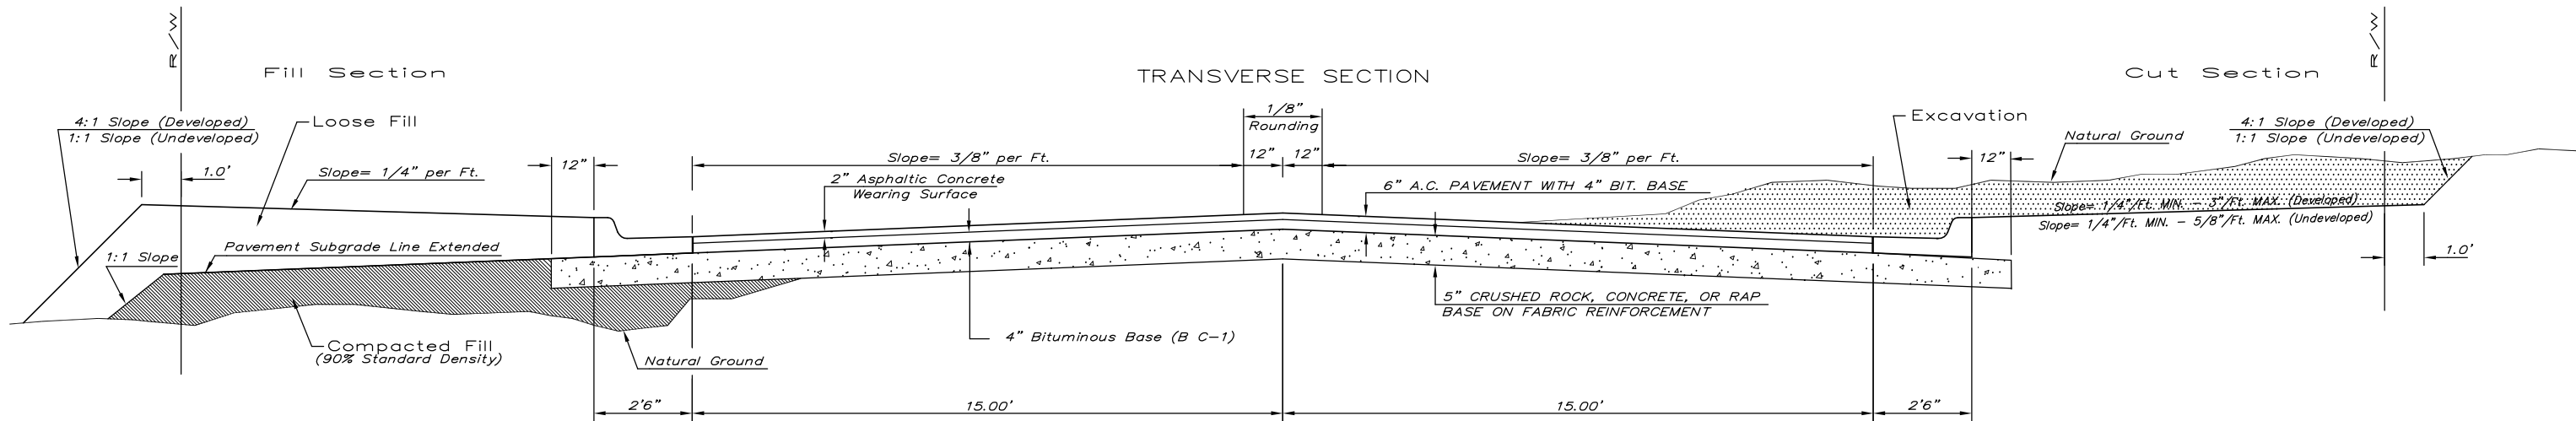 R/W
R/W
Fill Section
TRANSVERSE SECTION
Cut Section
4:1 Slope (Developed)
1:1 Slope (Undeveloped)
Loose Fill
1/8"
Rounding
Excavation
4:1 Slope (Developed)
1:1 Slope (Undeveloped)
Natural Ground
1.0'
Slope= 1/4" per Ft.
12"
Slope= 3/8" per Ft.
12"
12"
Slope= 3/8" per Ft.
12"
2" Asphaltic Concrete
Wearing Surface
6" A.C. PAVEMENT WITH 4" BIT. BASE
Slope= 1/4"/Ft. MIN. - 3"/Ft. MAX. (Developed)
Slope= 1/4"/Ft. MIN. - 5/8"/Ft. MAX. (Undeveloped)
Pavement Subgrade Line Extended
1:1 Slope
1.0'
5" CRUSHED ROCK, CONCRETE, OR RAP
BASE ON FABRIC REINFORCEMENT
4" Bituminous Base (B C-1)
Compacted Fill
(90% Standard Density)
Natural Ground
2'6"
15.00'
15.00'
2'6"